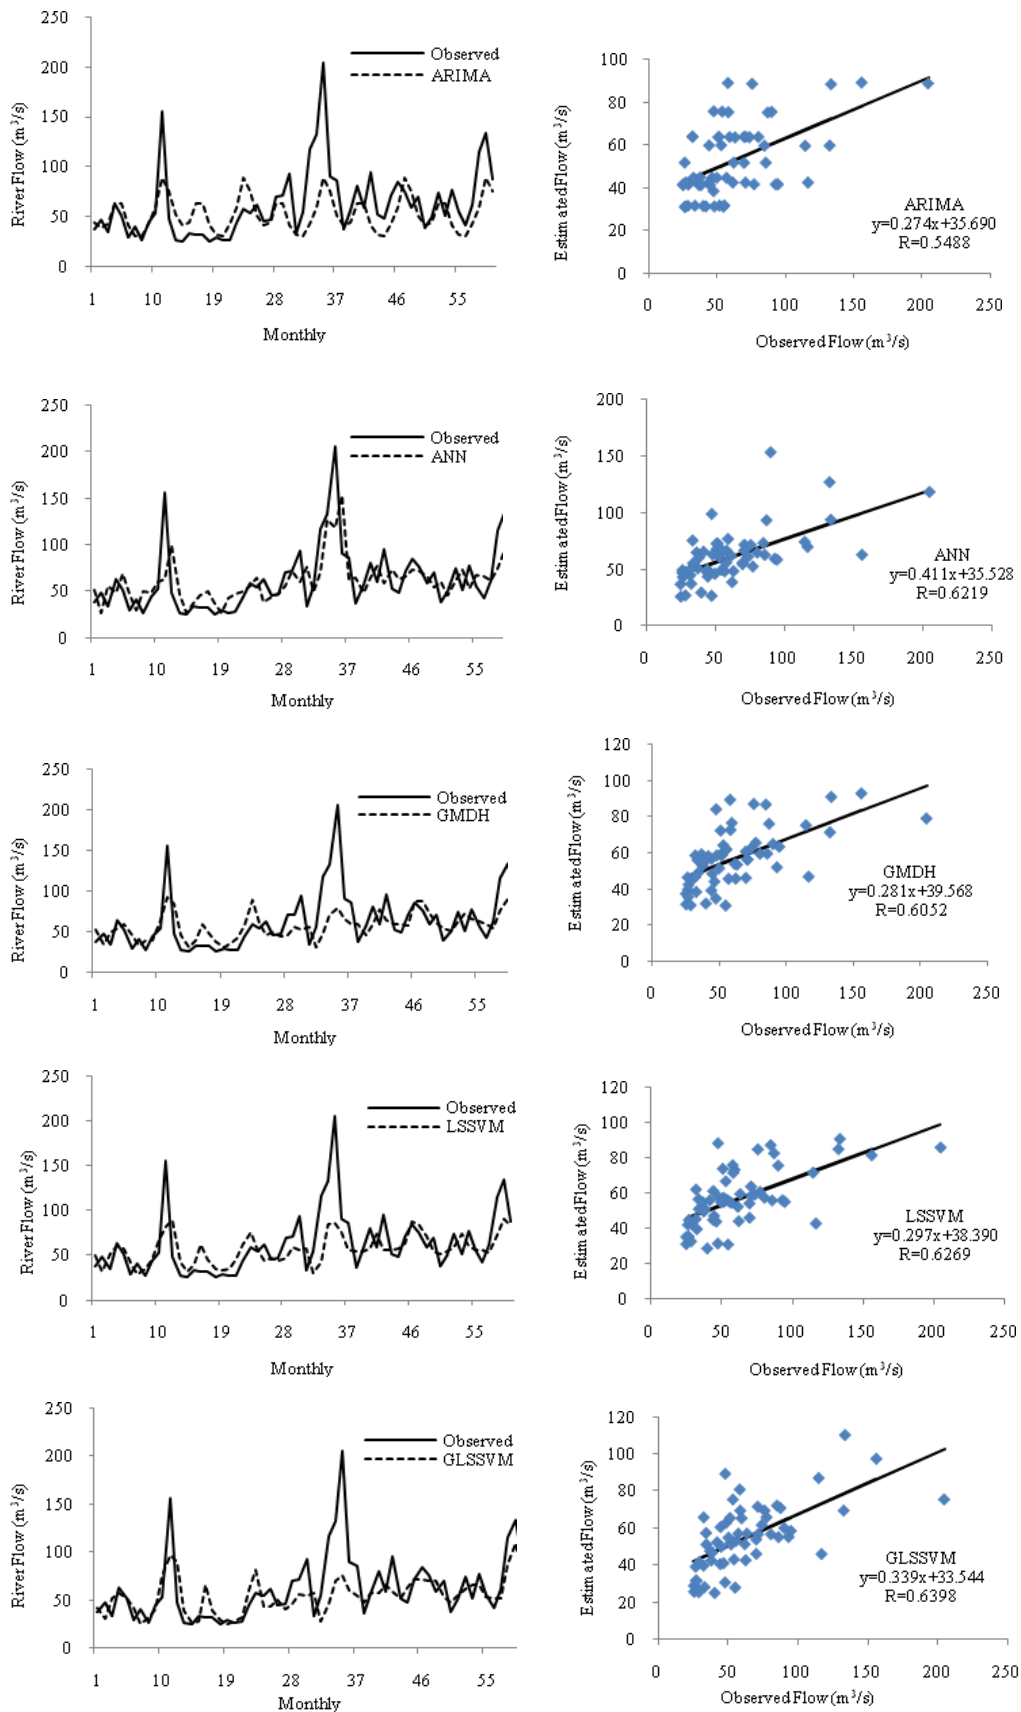 250
200
150
100
50
0
River Flow (m³/s)
Observed
ARIMA
1 10 19 28 37 46 55
Monthly
100
80
60
40
20
0
Estimated Flow (m³/s)
ARIMA
y=0.274x+35.690
R=0.5488
0 50 100 150 200 250
Observed Flow (m³/s)
250
200
150
100
50
0
River Flow (m³/s)
Observed
ANN
1 10 19 28 37 46 55
Monthly
200
150
100
50
0
Estimated Flow (m³/s)
ANN
y=0.411x+35.528
R=0.6219
0 50 100 150 200 250
Observed Flow (m³/s)
250
200
150
100
50
0
River Flow (m³/s)
Observed
GMDH
1 10 19 28 37 46 55
Monthly
120
100
80
60
40
20
0
Estimated Flow (m³/s)
GMDH
y=0.281x+39.568
R=0.6052
0 50 100 150 200 250
Observed Flow (m³/s)
250
200
150
100
50
0
River Flow (m³/s)
Observed
LSSVM
1 10 19 28 37 46 55
Monthly
120
100
80
60
40
20
0
Estimated Flow (m³/s)
LSSVM
y=0.297x+38.390
R=0.6269
0 50 100 150 200 250
Observed Flow (m³/s)
250
200
150
100
50
0
River Flow (m³/s)
Observed
GLSSVM
1 10 19 28 37 46 55
Monthly
120
100
80
60
40
20
0
Estimated Flow (m³/s)
GLSSVM
y=0.339x+33.544
R=0.6398
0 50 100 150 200 250
Observed Flow (m³/s)